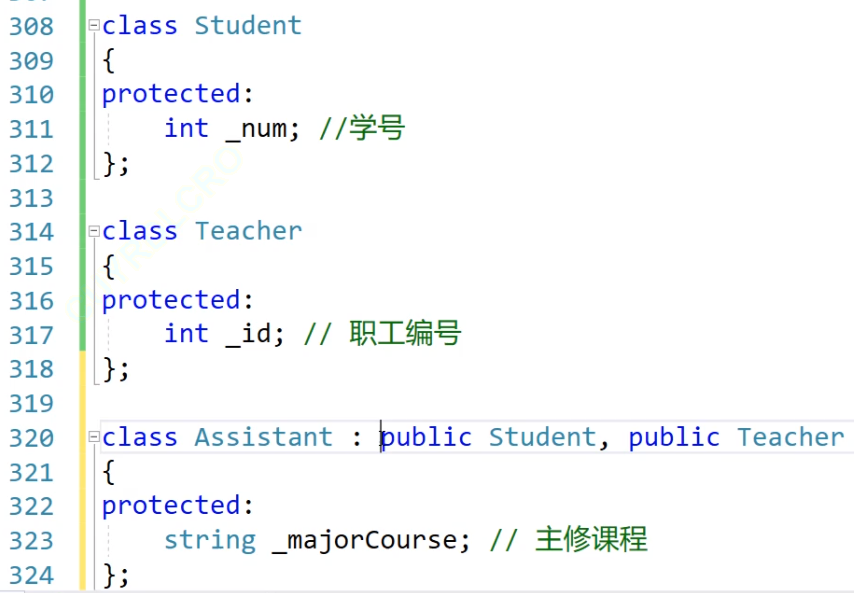 308 class Student
309 {
310 protected:
311 int _num; //学号
312 };
313
314 class Teacher
315 {
316 protected:
317 int _id; // 职工编号
318 };
319
320 class Assistant : public Student, public Teacher
321 {
322 protected:
323 string _majorCourse; // 主修课程
324 };